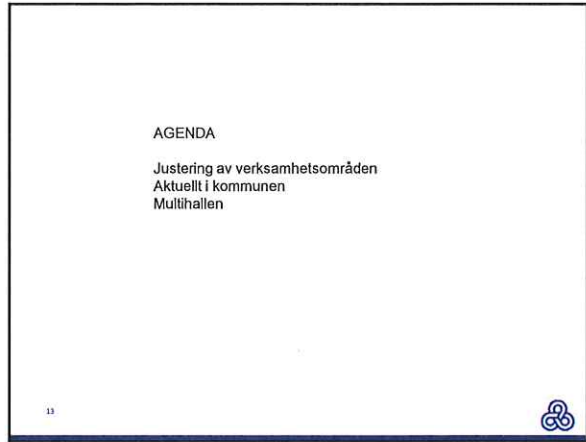 AGENDA
Justering av verksamhetsområden
Aktuellt i kommunen
Multihallen
13